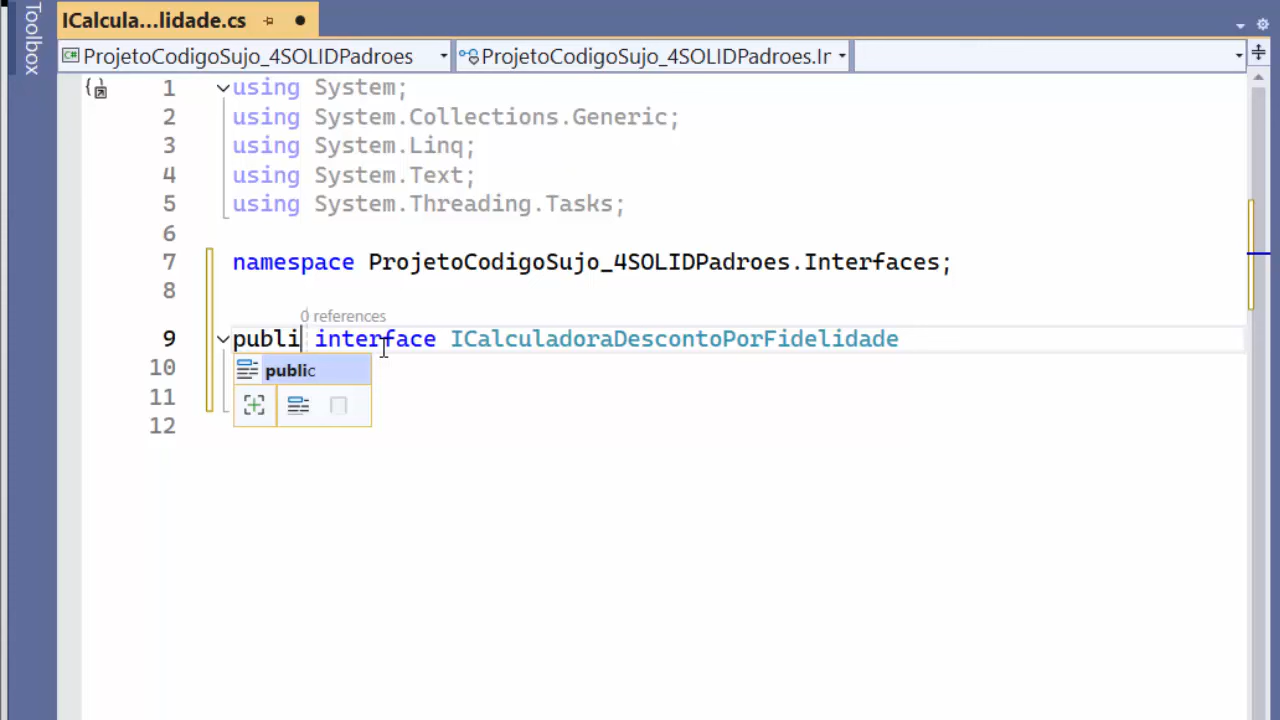 Toolbox
ICalcula...lidade.cs
ProjetoCodigoSujo_4SOLIDPadroes
ProjetoCodigoSujo_4SOLIDPadroes.Ir
1 using System;
2 using System.Collections.Generic;
3 using System.Linq;
4 using System.Text;
5 using System.Threading.Tasks;
6
7 namespace ProjetoCodigoSujo_4SOLIDPadroes.Interfaces;
8
0 references
9 publi interface ICalculadoraDescontoPorFidelidade
10 public
11
12